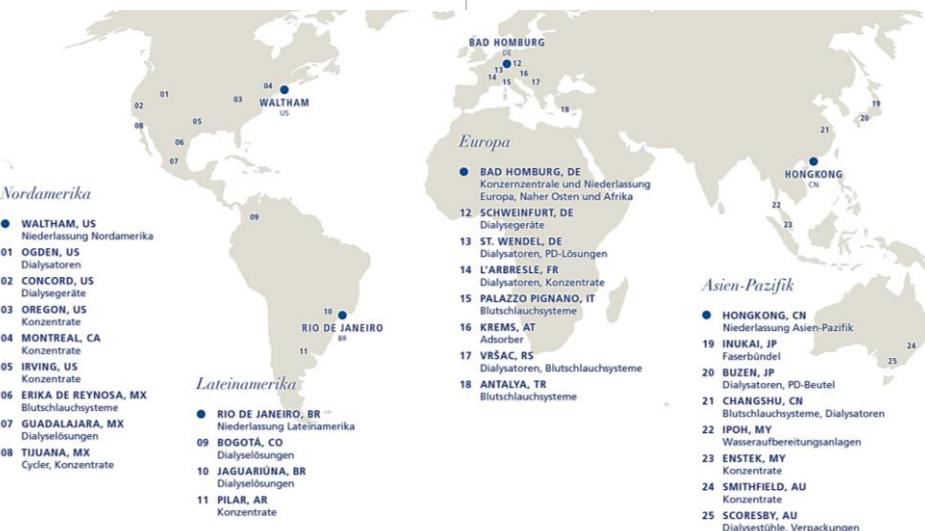 BAD HOMBURG
DE
12
13
14
15
16
17
18
01
02
03
04
05
06
07
08
WALTHAM
US
19
20
21
HONGKONG
CN
22
23
24
25
09
10
RIO DE JANEIRO
BR
11
Nordamerika
WALTHAM, US
Niederlassung Nordamerika
01 OGDEN, US
Dialysatoren
02 CONCORD, US
Dialysegeräte
03 OREGON, US
Konzentrate
04 MONTREAL, CA
Konzentrate
05 IRVING, US
Konzentrate
06 ERIKA DE REYNOSA, MX
Blutschlauchsysteme
07 GUADALAJARA, MX
Dialyselösungen
08 TIJUANA, MX
Cycler, Konzentrate
Lateinamerika
RIO DE JANEIRO, BR
Niederlassung Lateinamerika
09 BOGOTÁ, CO
Dialyselösungen
10 JAGUARIÚNA, BR
Dialyselösungen
11 PILAR, AR
Konzentrate
Europa
BAD HOMBURG, DE
Konzernzentrale und Niederlassung
Europa, Naher Osten und Afrika
12 SCHWEINFURT, DE
Dialysegeräte
13 ST. WENDEL, DE
Dialysatoren, PD-Lösungen
14 L'ARBRESLE, FR
Dialysatoren, Konzentrate
15 PALAZZO PIGNANO, IT
Blutschlauchsysteme
16 KREMS, AT
Adsorber
17 VRŠAC, RS
Dialysatoren, Blutschlauchsysteme
18 ANTALYA, TR
Blutschlauchsysteme
Asien-Pazifik
HONGKONG, CN
Niederlassung Asien-Pazifik
19 INUKAI, JP
Faserbündel
20 BUZEN, JP
Dialysatoren, PD-Beutel
21 CHANGSHU, CN
Blutschlauchsysteme, Dialysatoren
22 IPOH, MY
Wasseraufbereitungsanlagen
23 ENSTEK, MY
Konzentrate
24 SMITHFIELD, AU
Konzentrate
25 SCORESBY, AU
Dialysestühle, Verpackungen